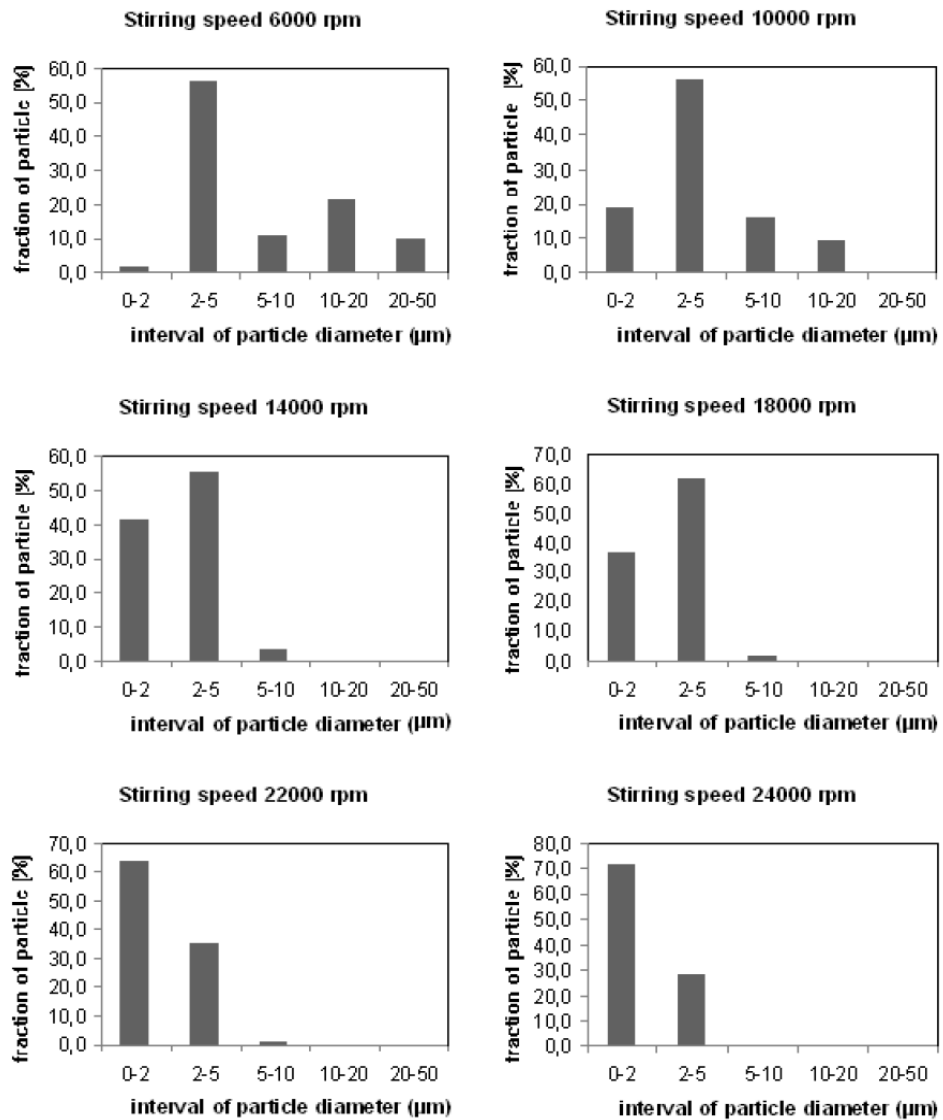 Stirring speed 6000 rpm
fraction of particle [%]
60,0
50,0
40,0
30,0
20,0
10,0
0,0
0-2 2-5 5-10 10-20 20-50
interval of particle diameter (µm)
Stirring speed 10000 rpm
fraction of particle [%]
60,0
50,0
40,0
30,0
20,0
10,0
0,0
0-2 2-5 5-10 10-20 20-50
interval of particle diameter (µm)
Stirring speed 14000 rpm
fraction of particle [%]
60,0
50,0
40,0
30,0
20,0
10,0
0,0
0-2 2-5 5-10 10-20 20-50
interval of particle diameter (µm)
Stirring speed 18000 rpm
fraction of particle [%]
70,0
60,0
50,0
40,0
30,0
20,0
10,0
0,0
0-2 2-5 5-10 10-20 20-50
interval of particle diameter (µm)
Stirring speed 22000 rpm
fraction of particle [%]
70,0
60,0
50,0
40,0
30,0
20,0
10,0
0,0
0-2 2-5 5-10 10-20 20-50
interval of particle diameter (µm)
Stirring speed 24000 rpm
fraction of particle [%]
80,0
70,0
60,0
50,0
40,0
30,0
20,0
10,0
0,0
0-2 2-5 5-10 10-20 20-50
interval of particle diameter (µm)